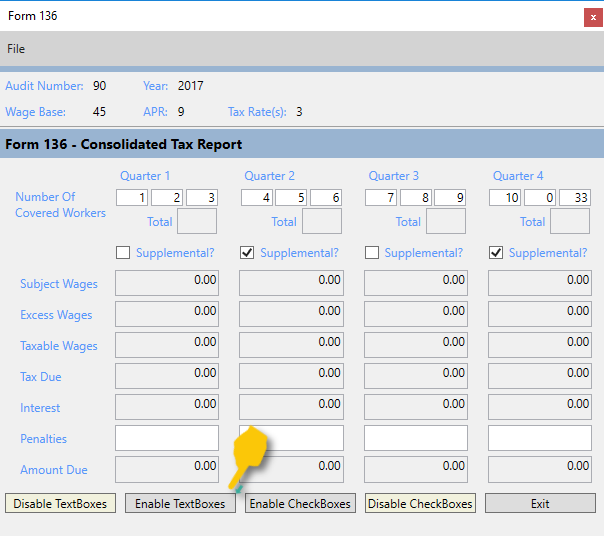 Form 136
x
File
Audit Number: 90 Year: 2017
Wage Base: 45 APR: 9 Tax Rate(s): 3
Form 136 - Consolidated Tax Report
Quarter 1 Quarter 2 Quarter 3 Quarter 4
Number Of Covered Workers 1 2 3 4 5 6 7 8 9 10 0 33
Total Total Total Total
Supplemental? Supplemental? Supplemental? Supplemental?
Subject Wages 0.00 0.00 0.00 0.00
Excess Wages 0.00 0.00 0.00 0.00
Taxable Wages 0.00 0.00 0.00 0.00
Tax Due 0.00 0.00 0.00 0.00
Interest 0.00 0.00 0.00 0.00
Penalties
Amount Due 0.00 0.00 0.00 0.00
Disable TextBoxes Enable TextBoxes Enable CheckBoxes Disable CheckBoxes Exit